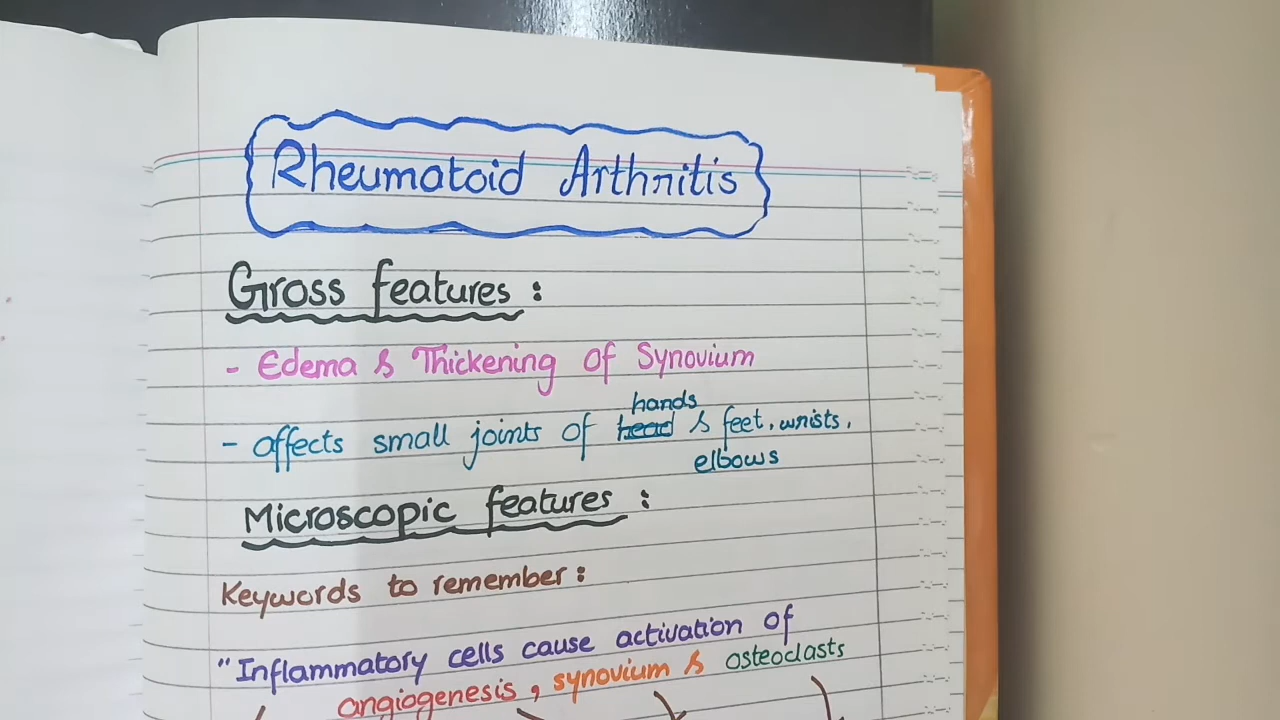 Rheumatoid Arthritis
Gross features :
- Edema & Thickening of Synovium
hands
- affects small joints of head & feet, wrists,
elbows
Microscopic features :
Keywords to remember :
"Inflammatory cells cause activation of
angiogenesis, synovium & osteoclasts